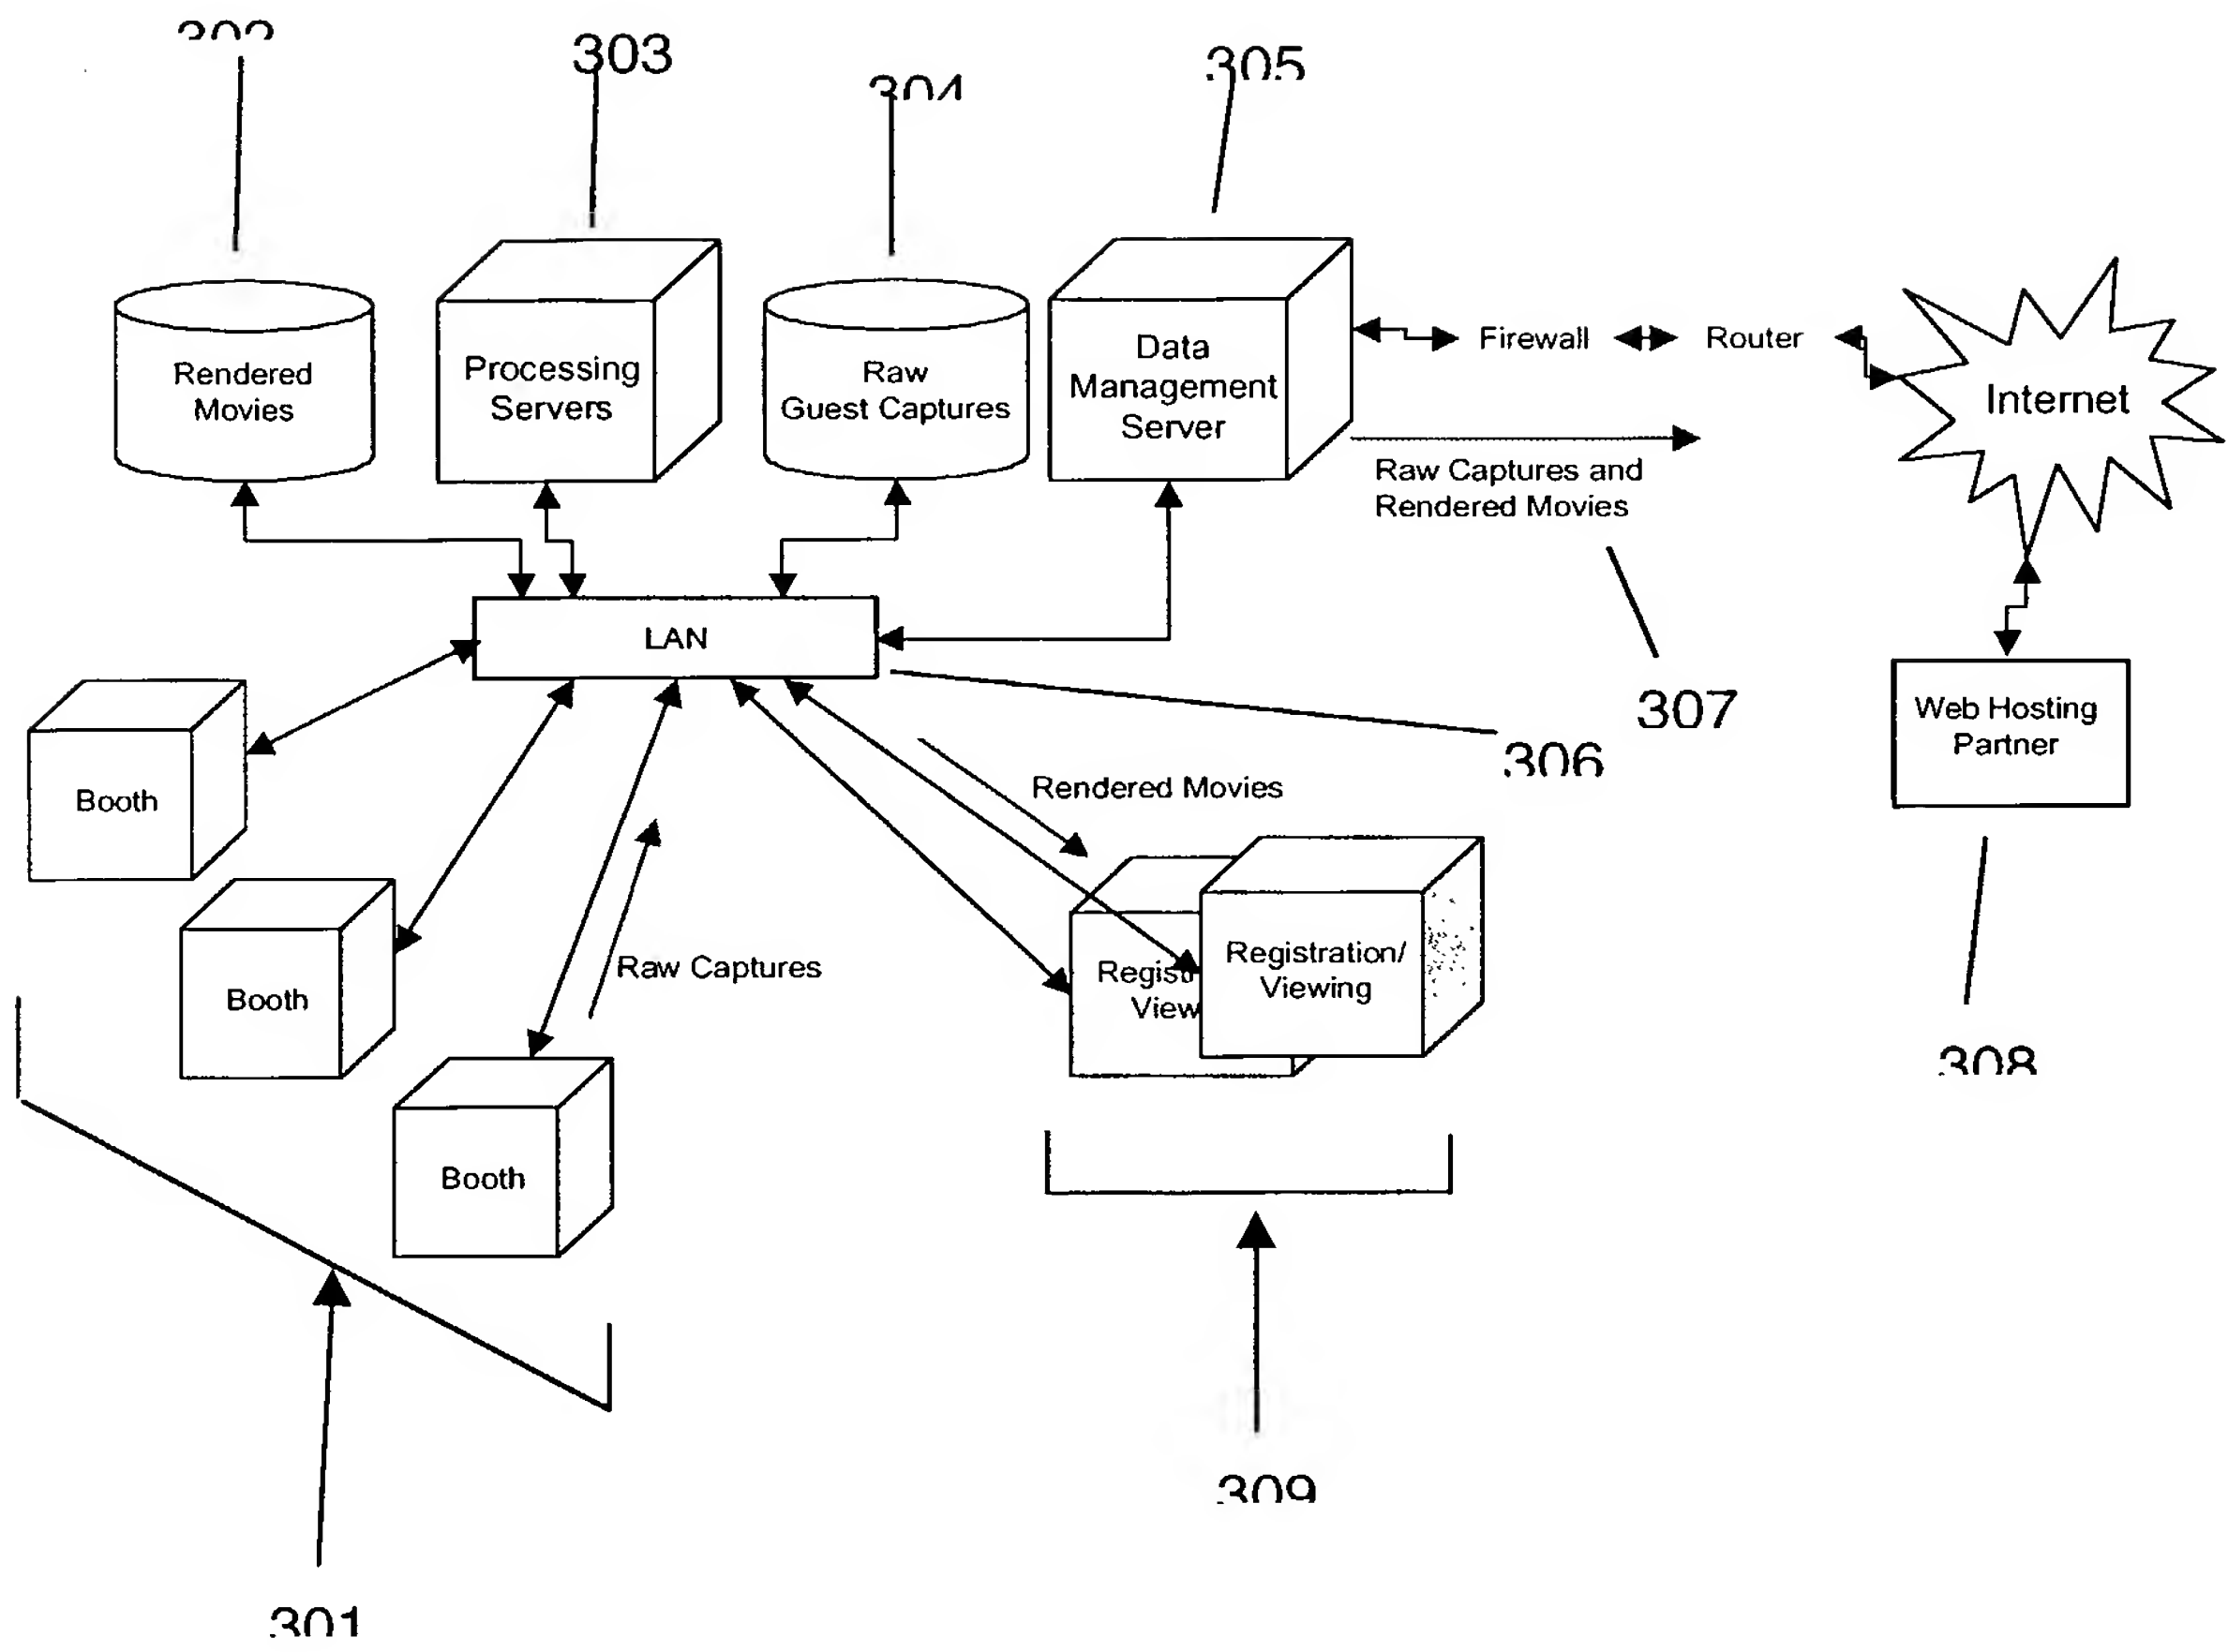 302
303
304
305
Rendered
Movies
Processing
Servers
Raw
Guest Captures
Data
Management
Server
Firewall
Router
Internet
Raw Captures and
Rendered Movies
LAN
307
306
Web Hosting
Partner
Booth
Rendered Movies
Booth
Raw Captures
Regist
View
Registration/
Viewing
308
Booth
309
301